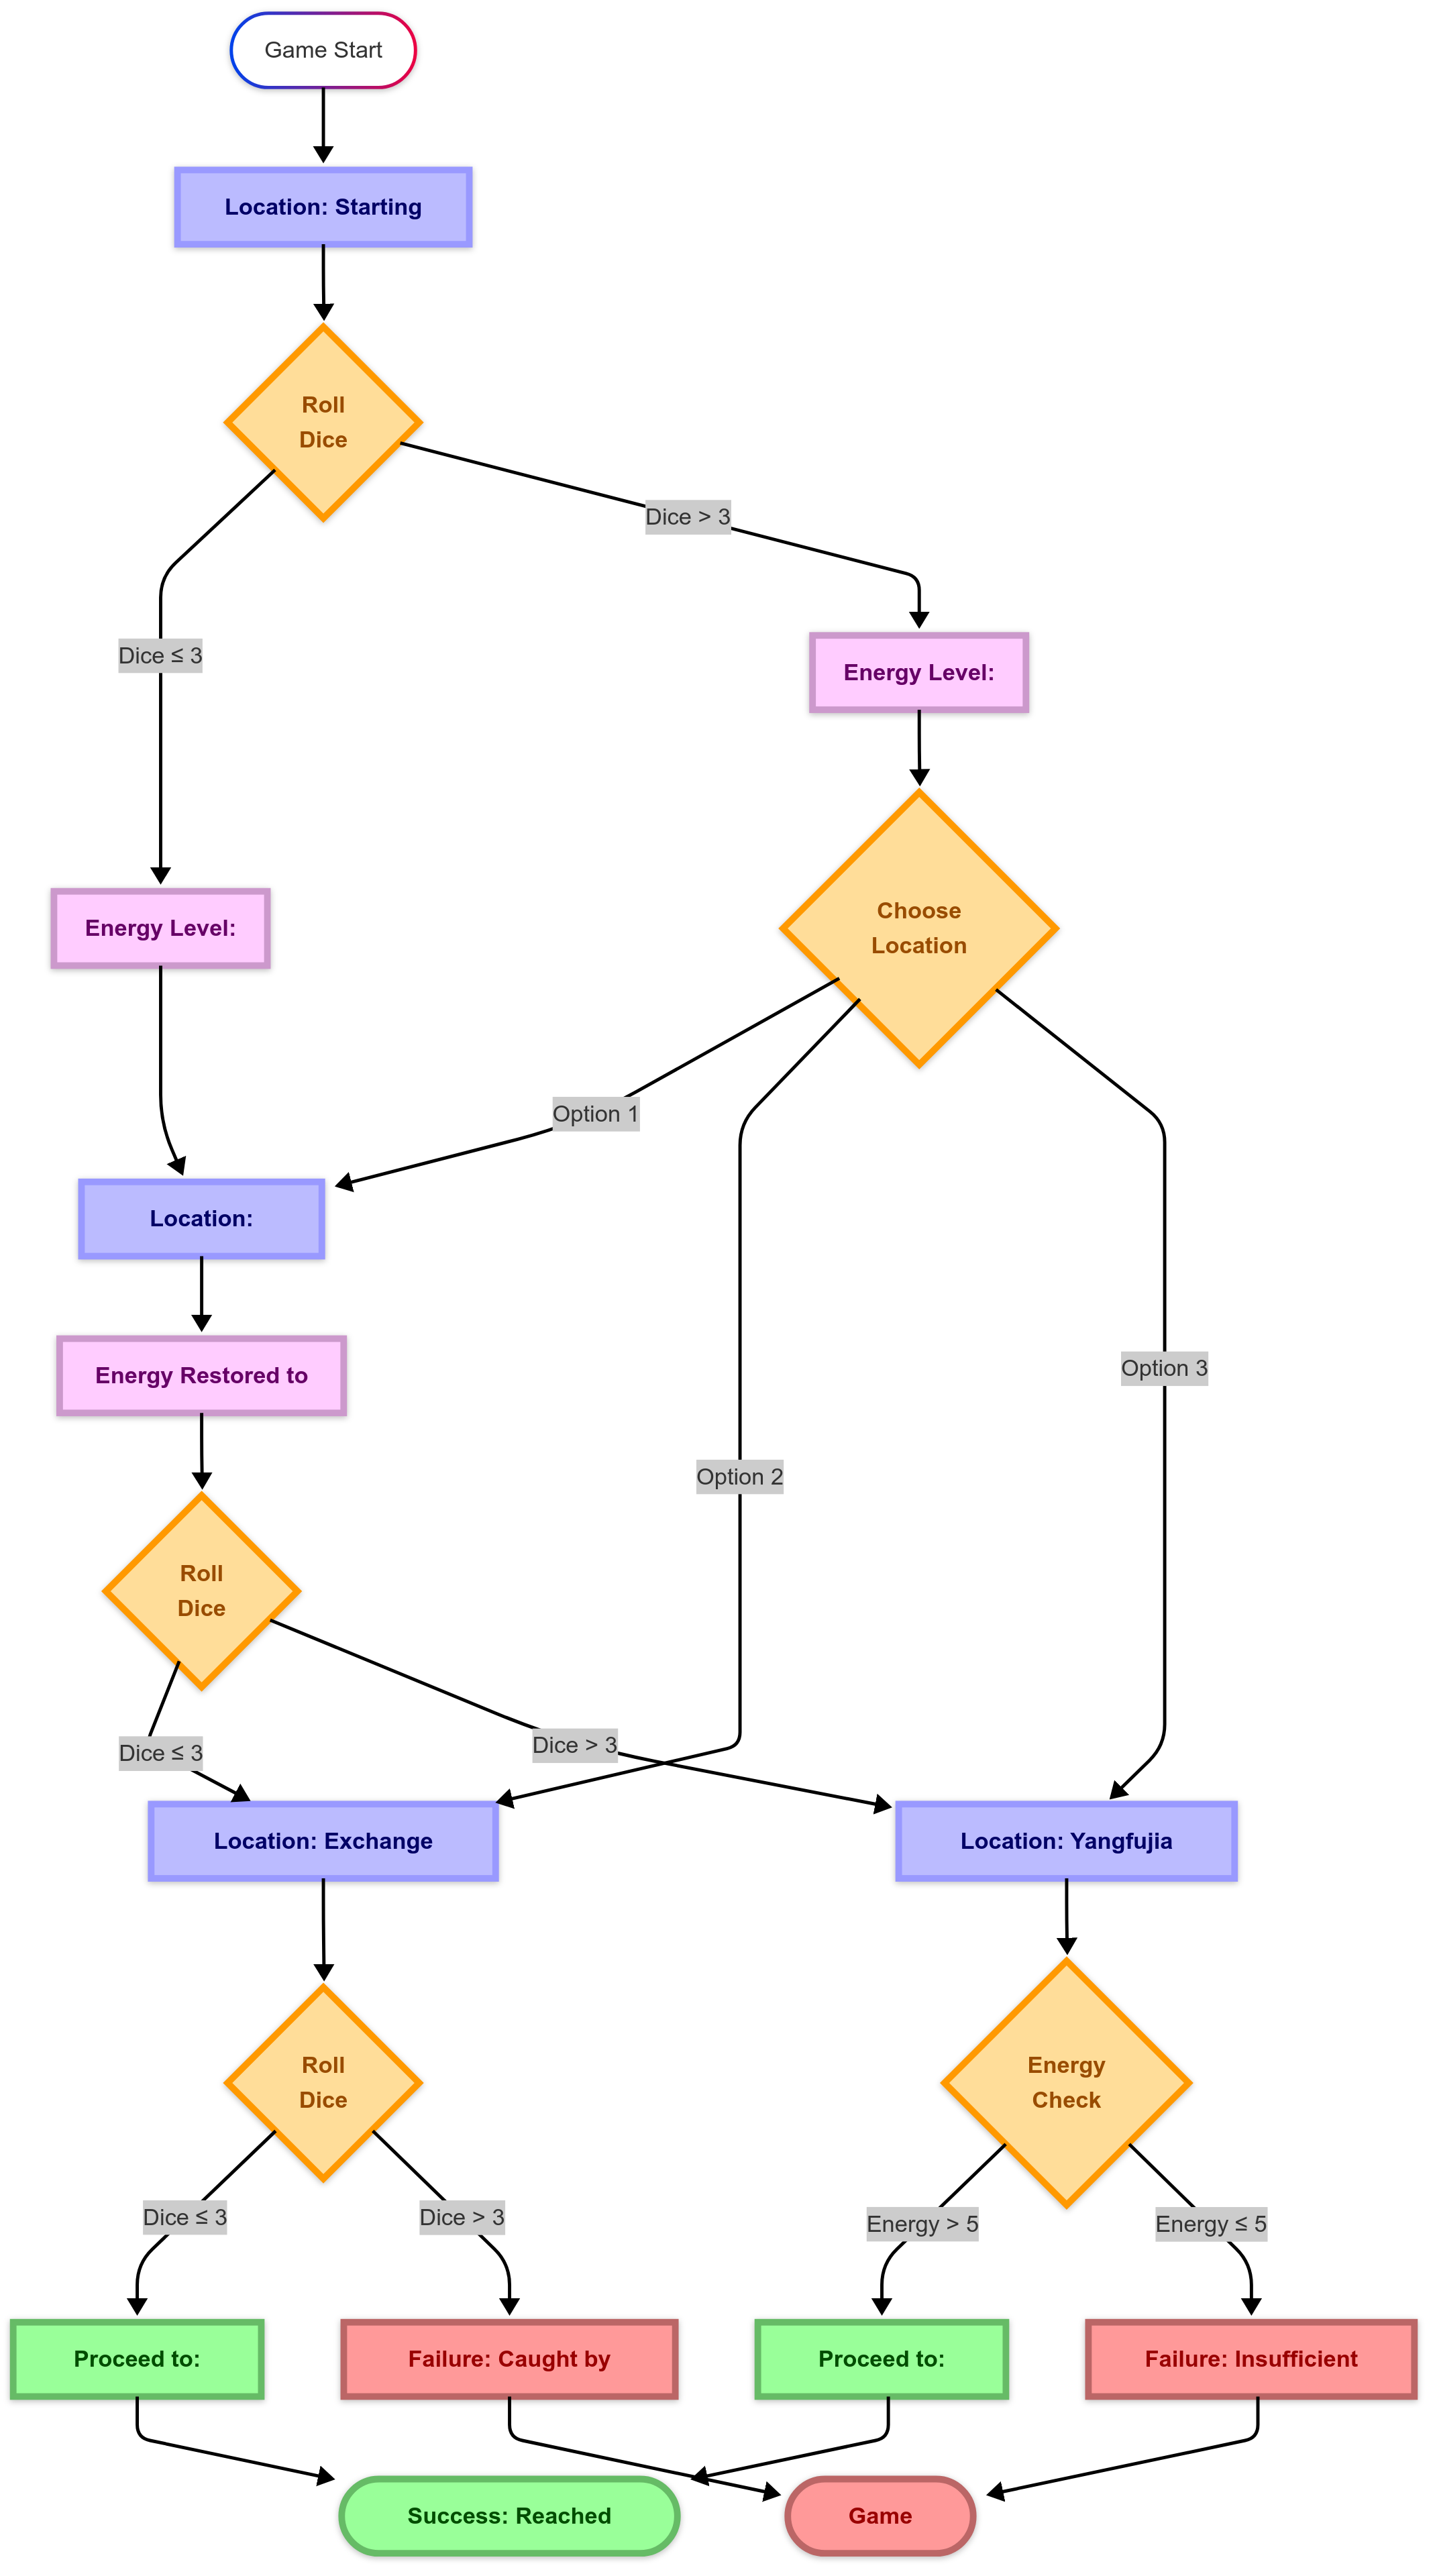 Game Start
Location: Starting
Roll
Dice
Dice > 3
Dice ≤ 3
Energy Level:
Energy Level:
Choose
Location
Option 1
Location:
Option 3
Energy Restored to
Option 2
Roll
Dice
Dice > 3
Dice ≤ 3
Location: Exchange
Location: Yangfujia
Roll
Dice
Energy
Check
Dice ≤ 3
Dice > 3
Energy > 5
Energy ≤ 5
Proceed to:
Failure: Caught by
Proceed to:
Failure: Insufficient
Success: Reached
Game